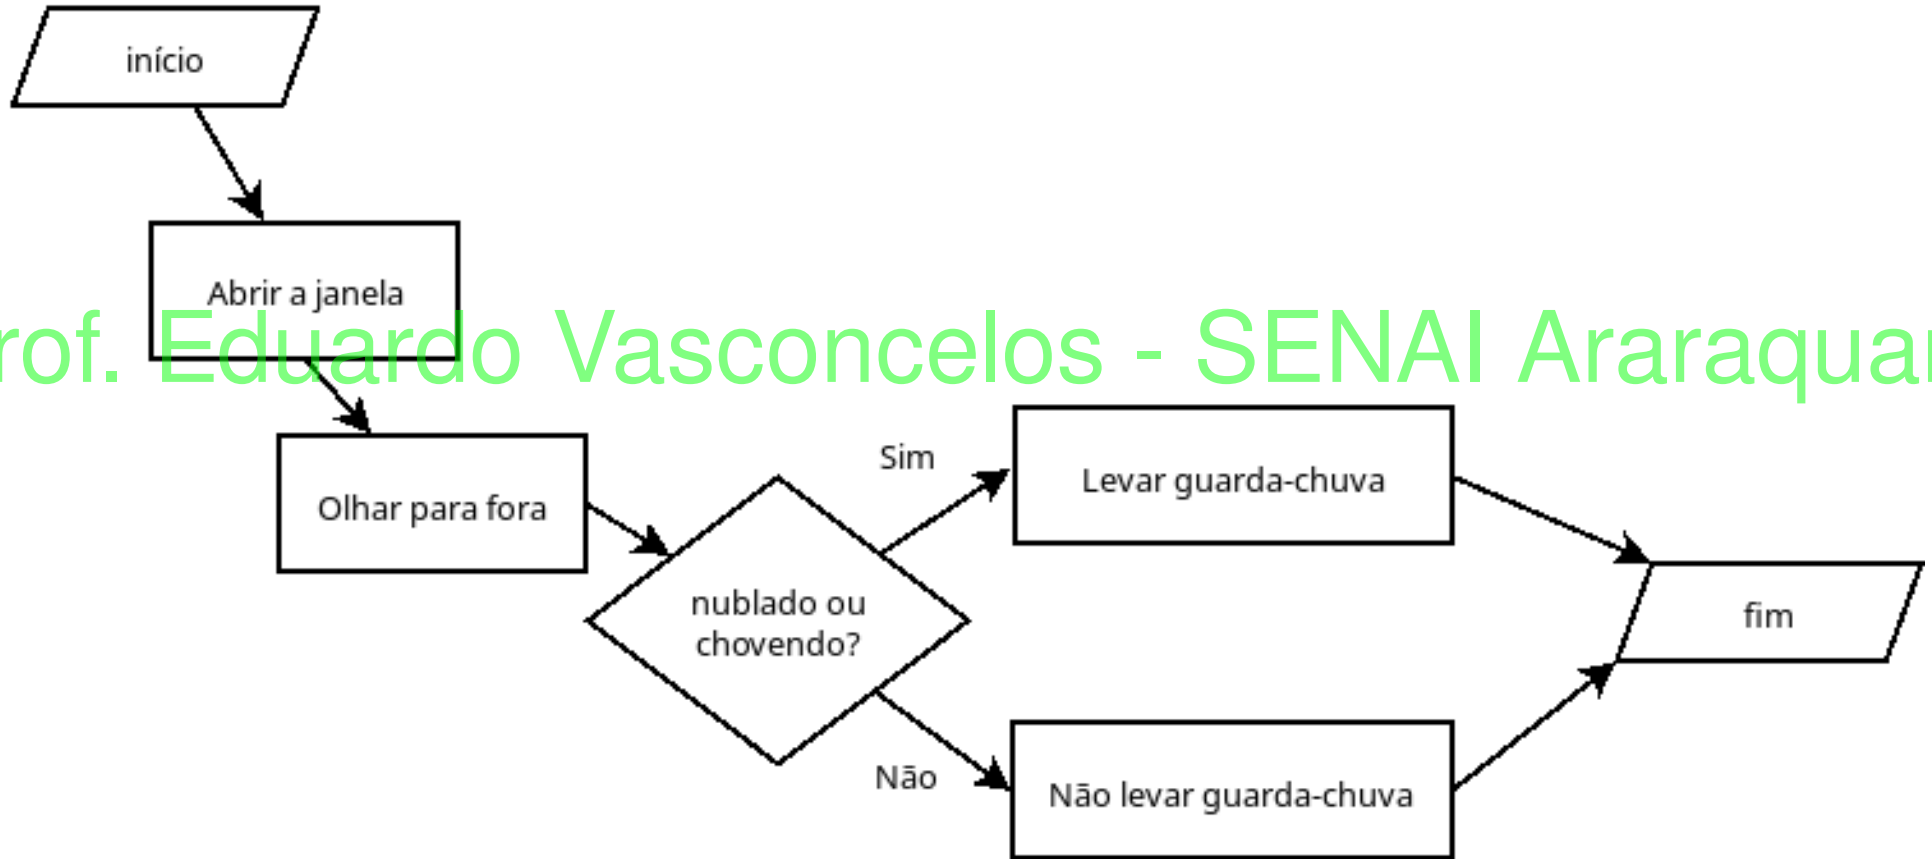 início
Abrir a janela
rof. Eduardo Vasconcelos - SENAI Araraquar
Olhar para fora
nublado ou
chovendo?
Sim
Levar guarda-chuva
Não
Não levar guarda-chuva
fim